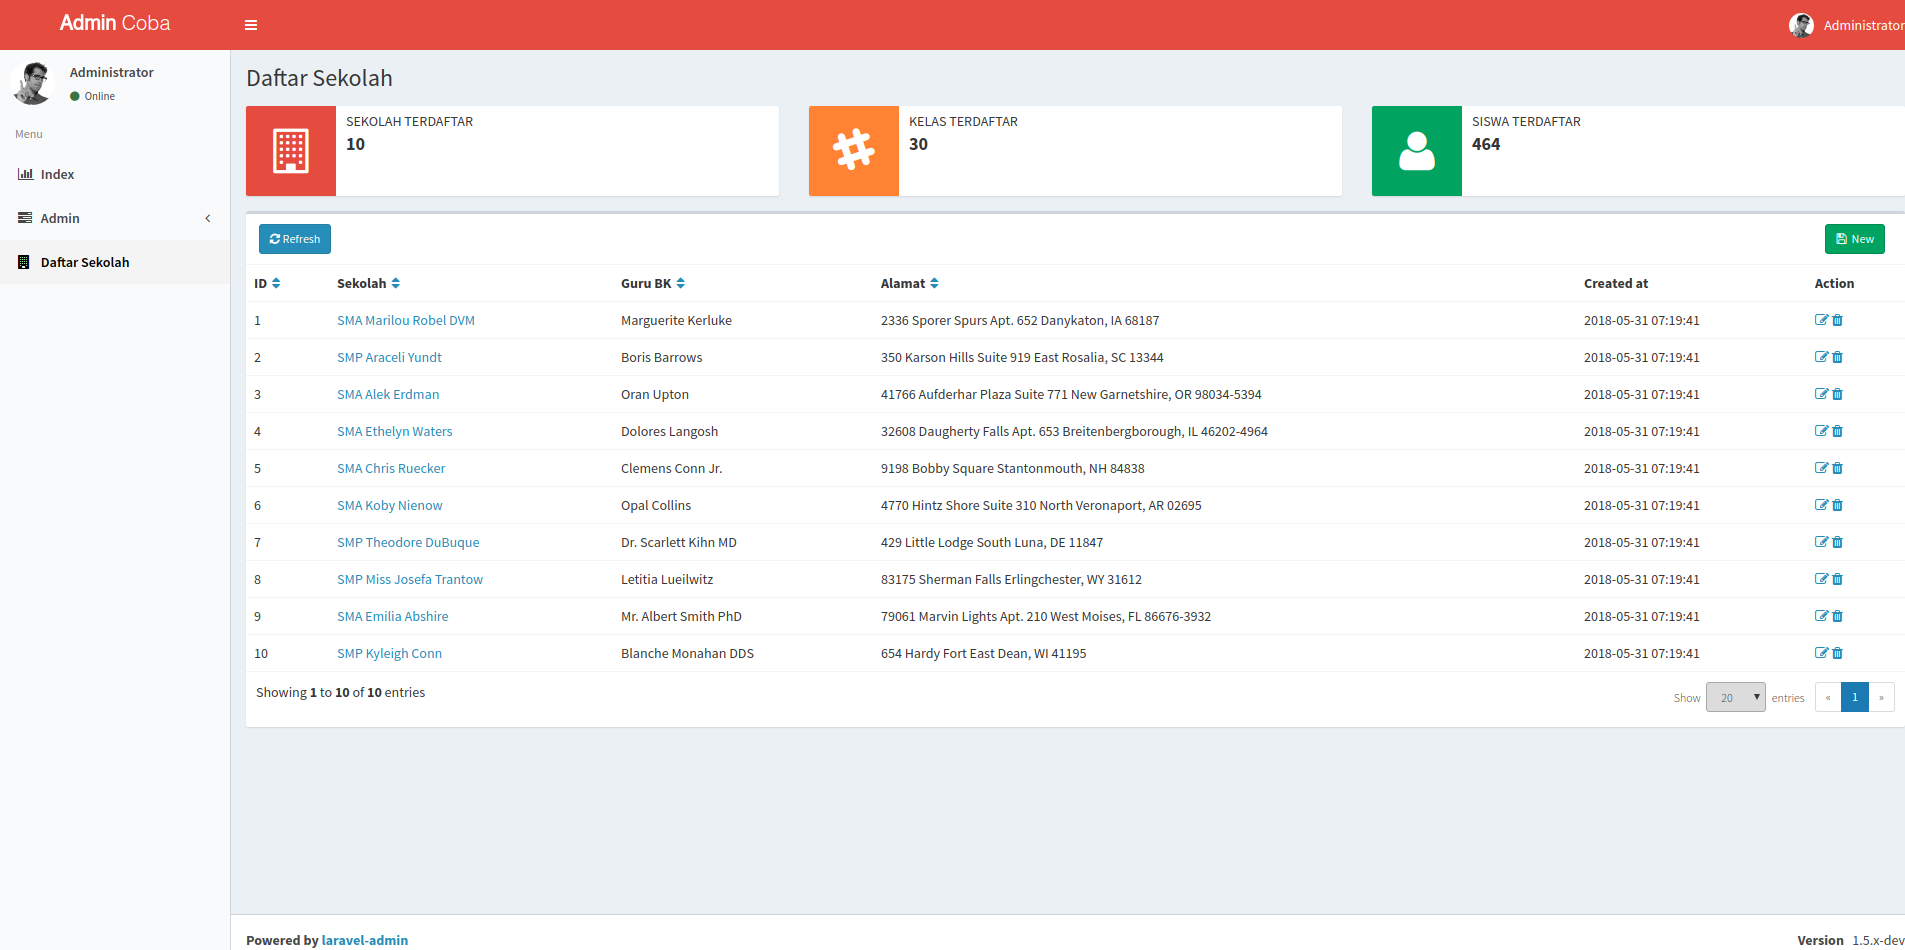 Admin Coba
Administrator
Administrator
Online
Menu
Index
Admin
Daftar Sekolah
Daftar Sekolah
SEKOLAH TERDAFTAR
10
KELAS TERDAFTAR
30
SISWA TERDAFTAR
464
Refresh
New
ID Sekolah Guru BK Alamat Created at Action
1 SMA Marilou Robel DVM Marguerite Kerluke 2336 Sporer Spurs Apt. 652 Danykaton, IA 68187 2018-05-31 07:19:41
2 SMP Araceli Yundt Boris Barrows 350 Karson Hills Suite 919 East Rosalia, SC 13344 2018-05-31 07:19:41
3 SMA Alek Erdman Oran Upton 41766 Aufderhar Plaza Suite 771 New Garnetshire, OR 98034-5394 2018-05-31 07:19:41
4 SMA Ethelyn Waters Dolores Langosh 32608 Daugherty Falls Apt. 653 Breitenbergborough, IL 46202-4964 2018-05-31 07:19:41
5 SMA Chris Ruecker Clemens Conn Jr. 9198 Bobby Square Stantonmouth, NH 84838 2018-05-31 07:19:41
6 SMA Koby Nienow Opal Collins 4770 Hintz Shore Suite 310 North Veronaport, AR 02695 2018-05-31 07:19:41
7 SMP Theodore DuBuque Dr. Scarlett Kihn MD 429 Little Lodge South Luna, DE 11847 2018-05-31 07:19:41
8 SMP Miss Josefa Trantow Letitia Lueilwitz 83175 Sherman Falls Erlingchester, WY 31612 2018-05-31 07:19:41
9 SMA Emilia Abshire Mr. Albert Smith PhD 79061 Marvin Lights Apt. 210 West Moises, FL 86676-3932 2018-05-31 07:19:41
10 SMP Kyleigh Conn Blanche Monahan DDS 654 Hardy Fort East Dean, WI 41195 2018-05-31 07:19:41
Showing 1 to 10 of 10 entries
Show 20 entries « 1 »
Powered by laravel-admin
Version 1.5.x-dev